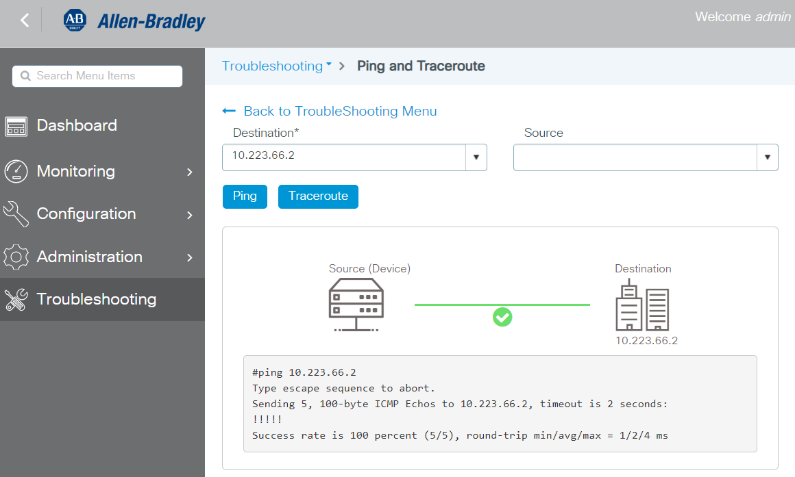 AB
Allen-Bradley
Welcome admin
Search Menu Items
Dashboard
Monitoring
Configuration
Administration
Troubleshooting
Troubleshooting > Ping and Traceroute
← Back to TroubleShooting Menu
Destination* Source
10.223.66.2
Ping Traceroute
Source (Device) Destination
10.223.66.2
#ping 10.223.66.2
Type escape sequence to abort.
Sending 5, 100-byte ICMP Echos to 10.223.66.2, timeout is 2 seconds:
!!!!!
Success rate is 100 percent (5/5), round-trip min/avg/max = 1/2/4 ms